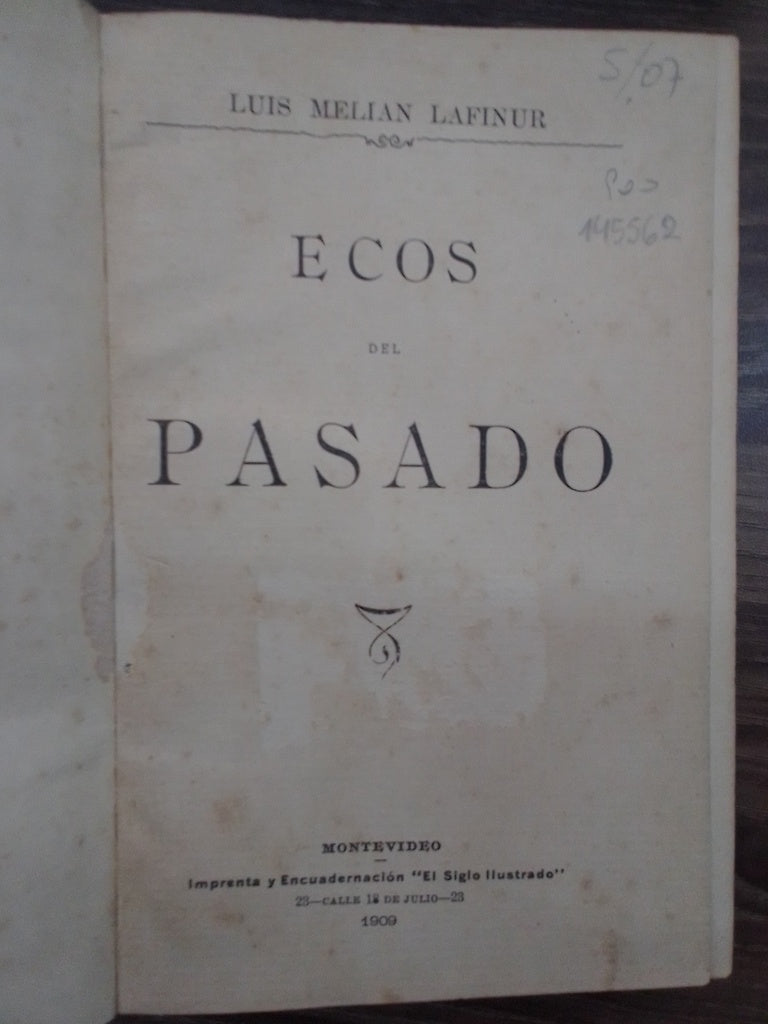 S/07
LUIS MELIAN LAFINUR
145562
ECOS
DEL
PASADO
MONTEVIDEO
Imprenta y Encuadernación "El Siglo Ilustrado"
23—CALLE 18 DE JULIO—23
1909